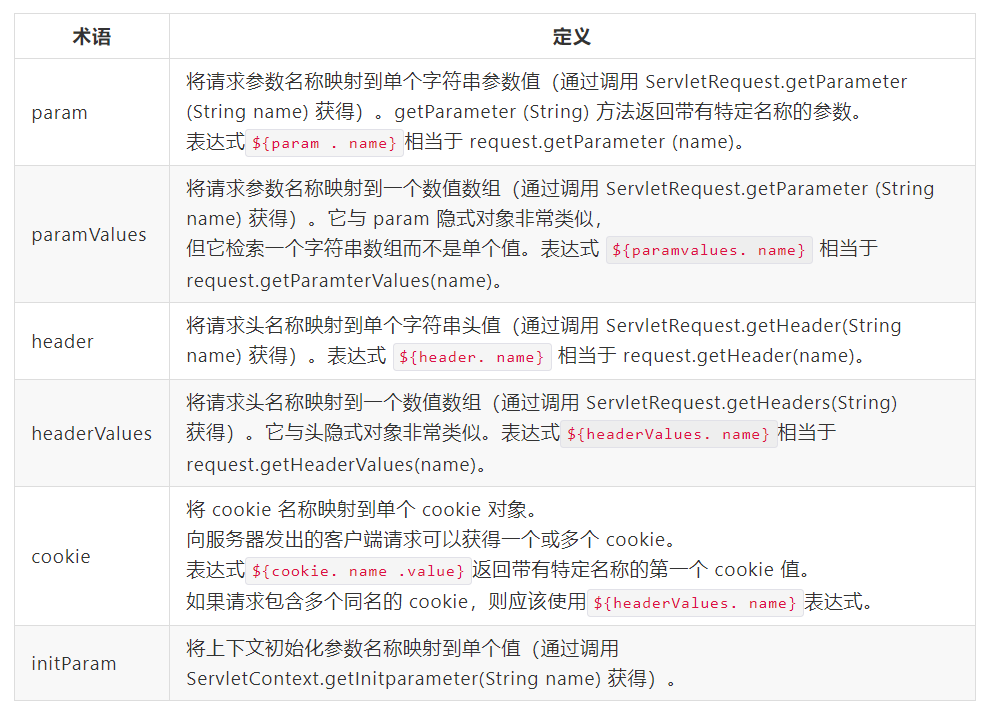 术语 定义
param
将请求参数名称映射到单个字符串参数值（通过调用 ServletRequest.getParameter
(String name) 获得）。getParameter (String) 方法返回带有特定名称的参数。
表达式${param . name}相当于 request.getParameter (name)。
paramValues
将请求参数名称映射到一个数值数组（通过调用 ServletRequest.getParameter (String
name) 获得）。它与 param 隐式对象非常类似，
但它检索一个字符串数组而不是单个值。表达式 ${paramvalues. name} 相当于
request.getParamterValues(name)。
header
将请求头名称映射到单个字符串头值（通过调用 ServletRequest.getHeader(String
name) 获得）。表达式 ${header. name} 相当于 request.getHeader(name)。
headerValues
将请求头名称映射到一个数值数组（通过调用 ServletRequest.getHeaders(String)
获得）。它与头隐式对象非常类似。表达式${headerValues. name}相当于
request.getHeaderValues(name)。
cookie
将 cookie 名称映射到单个 cookie 对象。
向服务器发出的客户端请求可以获得一个或多个 cookie。
表达式${cookie. name .value}返回带有特定名称的第一个 cookie 值。
如果请求包含多个同名的 cookie，则应该使用${headerValues. name}表达式。
initParam
将上下文初始化参数名称映射到单个值（通过调用
ServletContext.getInitparameter(String name) 获得）。